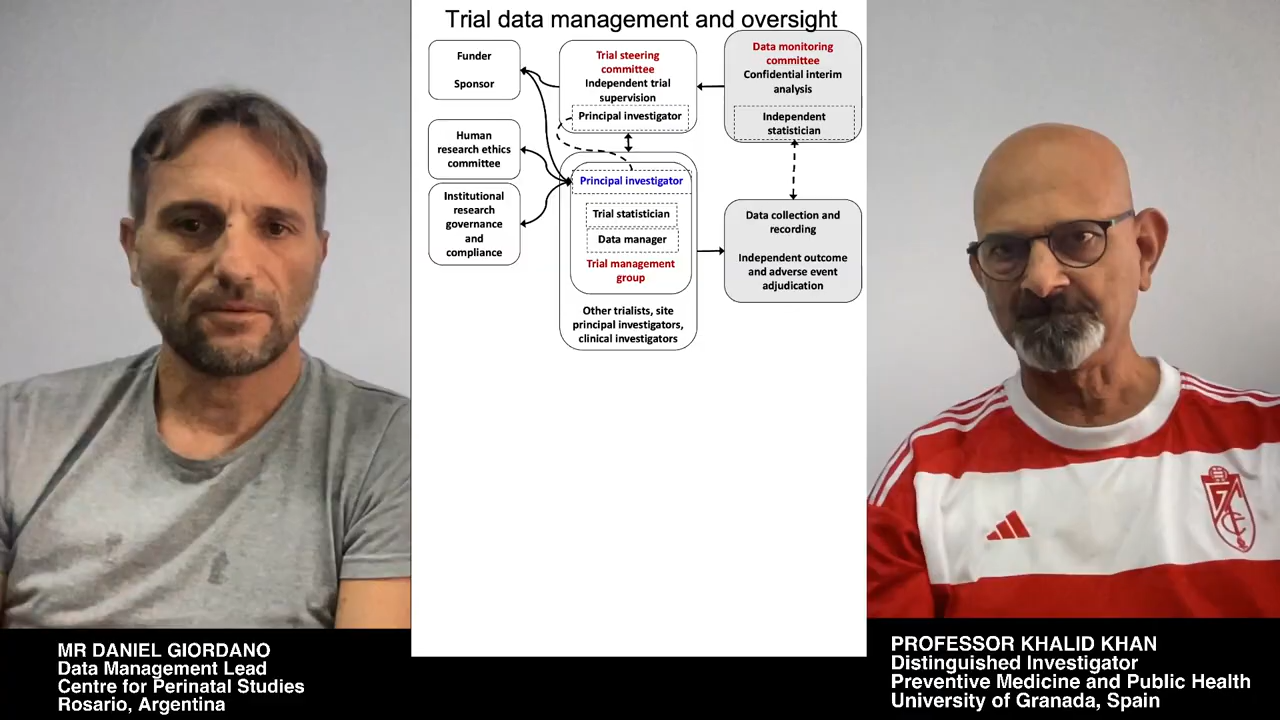 Trial data management and oversight
Funder
Sponsor
Human
research ethics
committee
Institutional
research
governance
and
compliance
Trial steering
committee
Independent trial
supervision
Principal investigator
Principal investigator
Trial statistician
Data manager
Trial management
group
Other trialists, site
principal investigators,
clinical investigators
Data monitoring
committee
Confidential interim
analysis
Independent
statistician
Data collection and
recording
Independent outcome
and adverse event
adjudication
MR DANIEL GIORDANO
Data Management Lead
Centre for Perinatal Studies
Rosario, Argentina
PROFESSOR KHALID KHAN
Distinguished Investigator
Preventive Medicine and Public Health
University of Granada, Spain